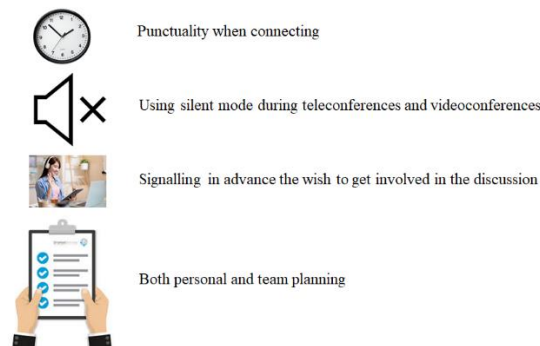 Punctuality when connecting
Using silent mode during teleconferences and videoconferences
Signalling in advance the wish to get involved in the discussion
Both personal and team planning